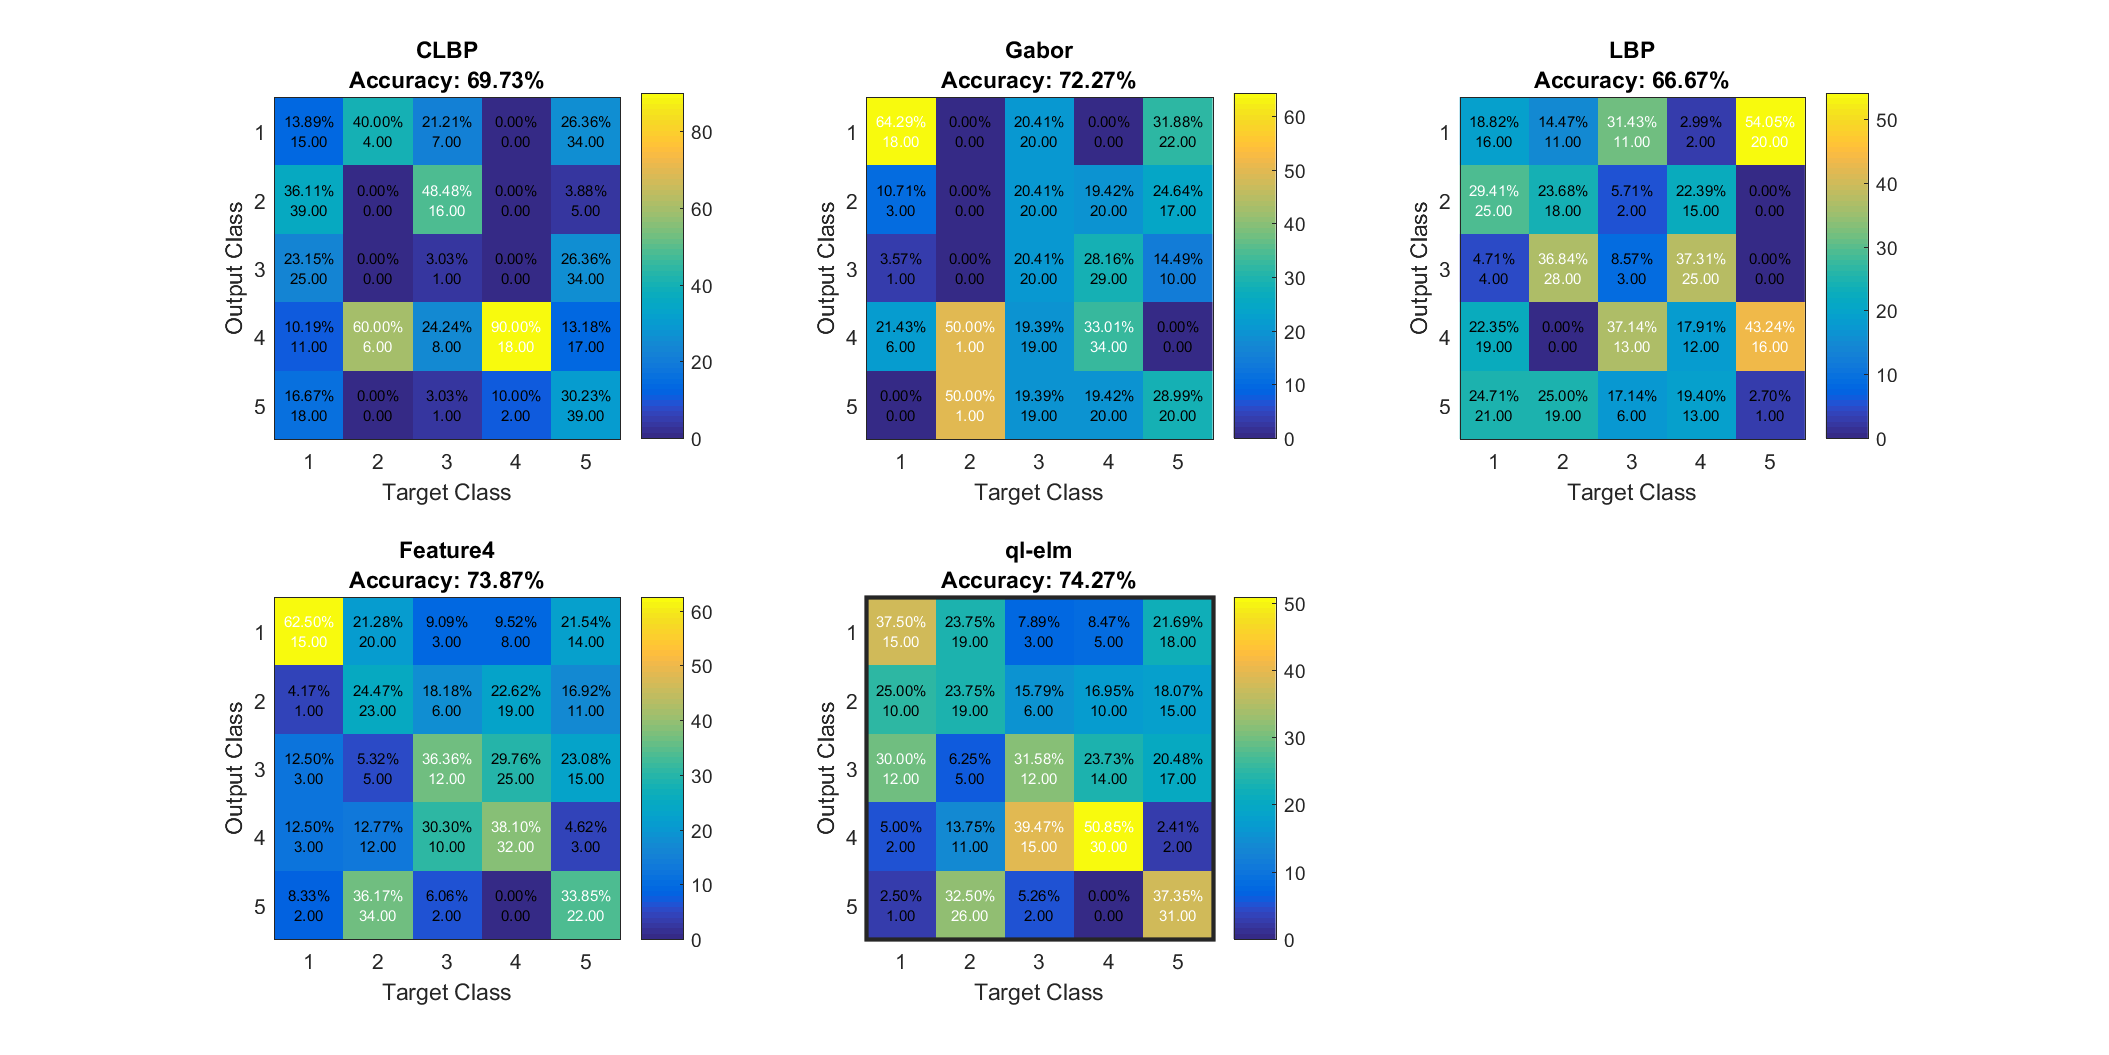 CLBP
Accuracy: 69.73%
13.89% 40.00% 21.21% 0.00% 26.36%
1
15.00 4.00 7.00 0.00 34.00
36.11% 0.00% 48.48% 0.00% 3.88%
2
39.00 0.00 16.00 0.00 5.00
23.15% 0.00% 3.03% 0.00% 26.36%
3
25.00 0.00 1.00 0.00 34.00
10.19% 60.00% 24.24% 90.00% 13.18%
4
11.00 6.00 8.00 18.00 17.00
16.67% 0.00% 3.03% 10.00% 30.23%
5
18.00 0.00 1.00 2.00 39.00
1 2 3 4 5
Target Class
Output Class
80
60
40
20
0
Gabor
Accuracy: 72.27%
64.29% 0.00% 20.41% 0.00% 31.88%
1
18.00 0.00 20.00 0.00 22.00
10.71% 0.00% 20.41% 19.42% 24.64%
2
3.00 0.00 20.00 20.00 17.00
3.57% 0.00% 20.41% 28.16% 14.49%
3
1.00 0.00 20.00 29.00 10.00
21.43% 50.00% 19.39% 33.01% 0.00%
4
6.00 1.00 19.00 34.00 0.00
0.00% 50.00% 19.39% 19.42% 28.99%
5
0.00 1.00 19.00 20.00 20.00
1 2 3 4 5
Target Class
Output Class
60
50
40
30
20
10
0
LBP
Accuracy: 66.67%
18.82% 14.47% 31.43% 2.99% 54.05%
1
16.00 11.00 11.00 2.00 20.00
29.41% 23.68% 5.71% 22.39% 0.00%
2
25.00 18.00 2.00 15.00 0.00
4.71% 36.84% 8.57% 37.31% 0.00%
3
4.00 28.00 3.00 25.00 0.00
22.35% 0.00% 37.14% 17.91% 43.24%
4
19.00 0.00 13.00 12.00 16.00
24.71% 25.00% 17.14% 19.40% 2.70%
5
21.00 19.00 6.00 13.00 1.00
1 2 3 4 5
Target Class
Output Class
50
40
30
20
10
0
Feature4
Accuracy: 73.87%
62.50% 21.28% 9.09% 9.52% 21.54%
1
15.00 20.00 3.00 8.00 14.00
4.17% 24.47% 18.18% 22.62% 16.92%
2
1.00 23.00 6.00 19.00 11.00
12.50% 5.32% 36.36% 29.76% 23.08%
3
3.00 5.00 12.00 25.00 15.00
12.50% 12.77% 30.30% 38.10% 4.62%
4
3.00 12.00 10.00 32.00 3.00
8.33% 36.17% 6.06% 0.00% 33.85%
5
2.00 34.00 2.00 0.00 22.00
1 2 3 4 5
Target Class
Output Class
60
50
40
30
20
10
0
ql-elm
Accuracy: 74.27%
37.50% 23.75% 7.89% 8.47% 21.69%
1
15.00 19.00 3.00 5.00 18.00
25.00% 23.75% 15.79% 16.95% 18.07%
2
10.00 19.00 6.00 10.00 15.00
30.00% 6.25% 31.58% 23.73% 20.48%
3
12.00 5.00 12.00 14.00 17.00
5.00% 13.75% 39.47% 50.85% 2.41%
4
2.00 11.00 15.00 30.00 2.00
2.50% 32.50% 5.26% 0.00% 37.35%
5
1.00 26.00 2.00 0.00 31.00
1 2 3 4 5
Target Class
Output Class
50
40
30
20
10
0